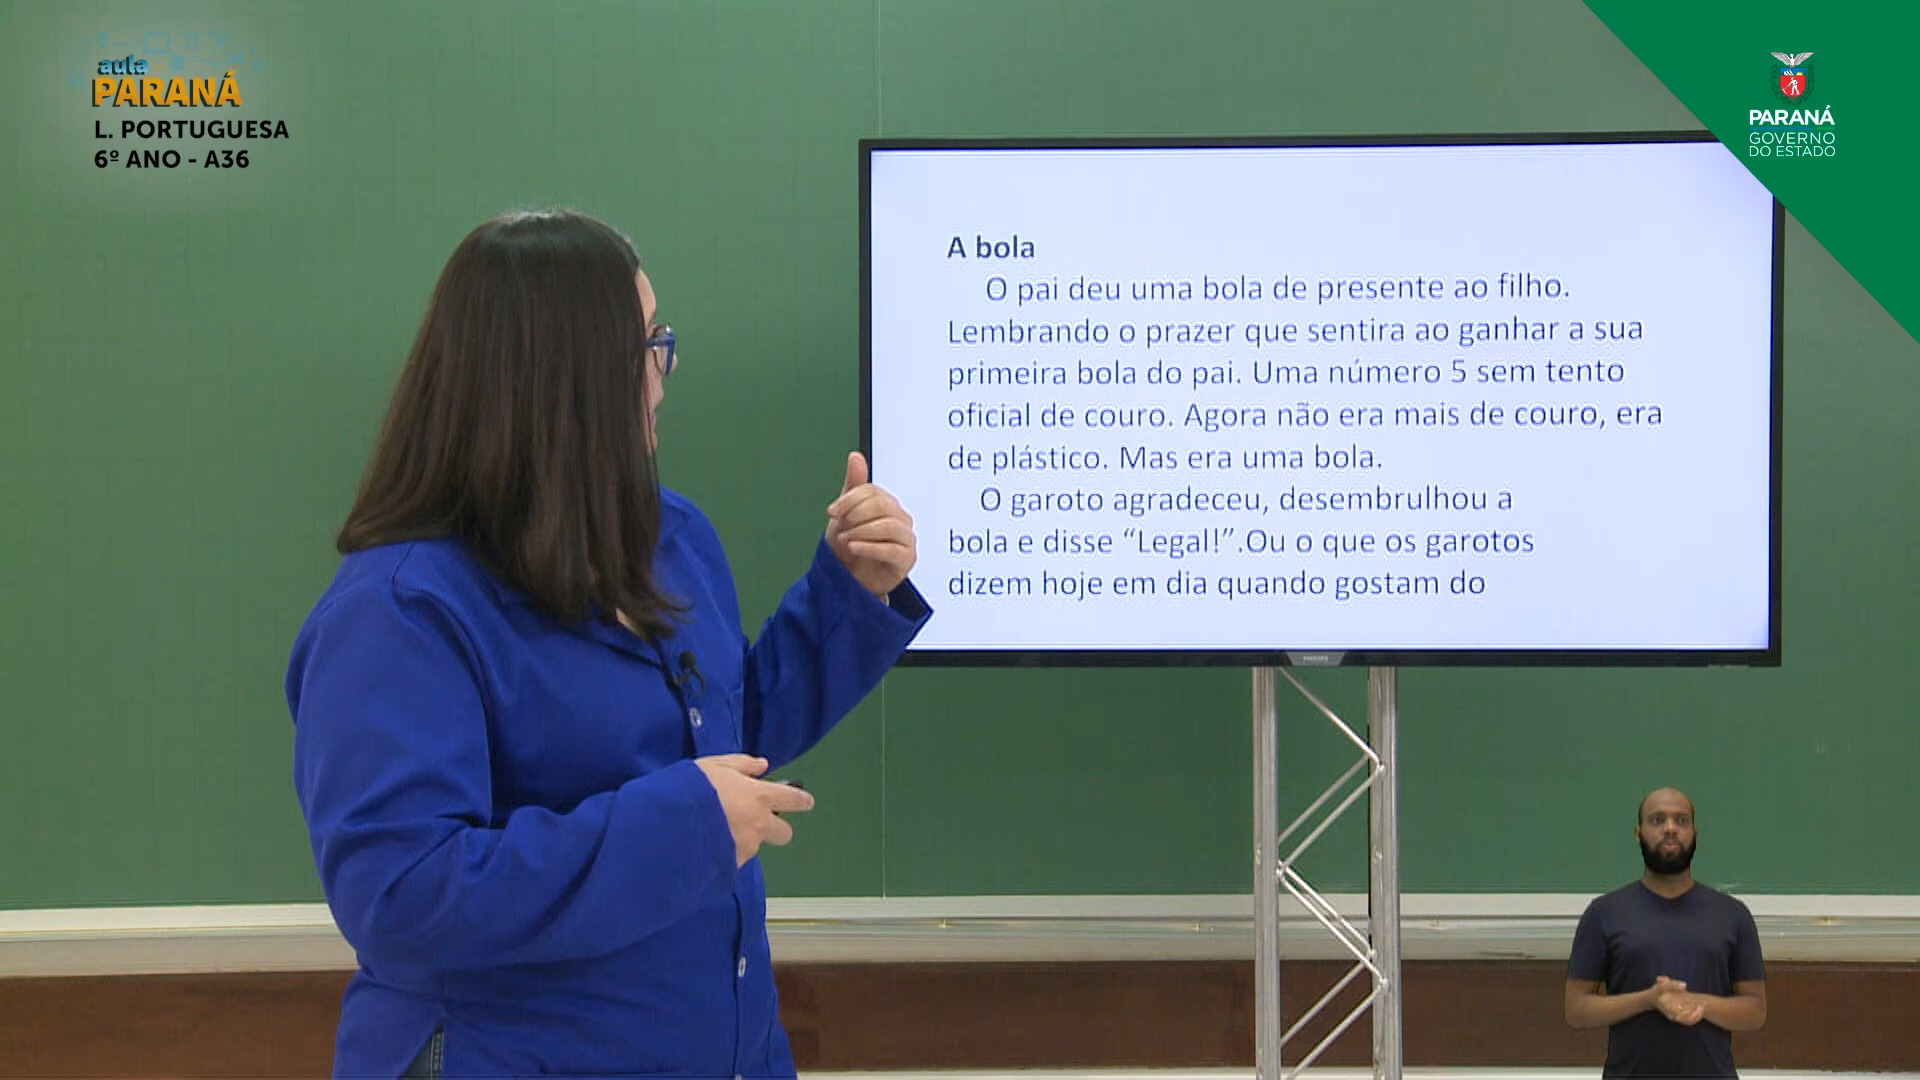 aula
PARANÁ
L. PORTUGUESA
6º ANO - A36
PARANÁ
GOVERNO
DO ESTADO
A bola
O pai deu uma bola de presente ao filho.
Lembrando o prazer que sentira ao ganhar a sua
primeira bola do pai. Uma número 5 sem tento
oficial de couro. Agora não era mais de couro, era
de plástico. Mas era uma bola.
O garoto agradeceu, desembrulhou a
bola e disse “Legal!”.Ou o que os garotos
dizem hoje em dia quando gostam do
PHILIPS